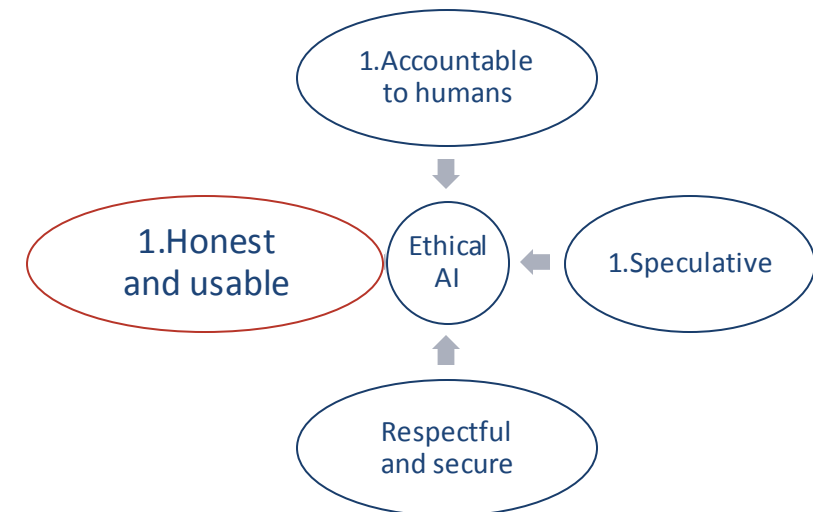 1.Accountable
to humans
1.Honest
and usable
Ethical
AI
1.Speculative
Respectful
and secure